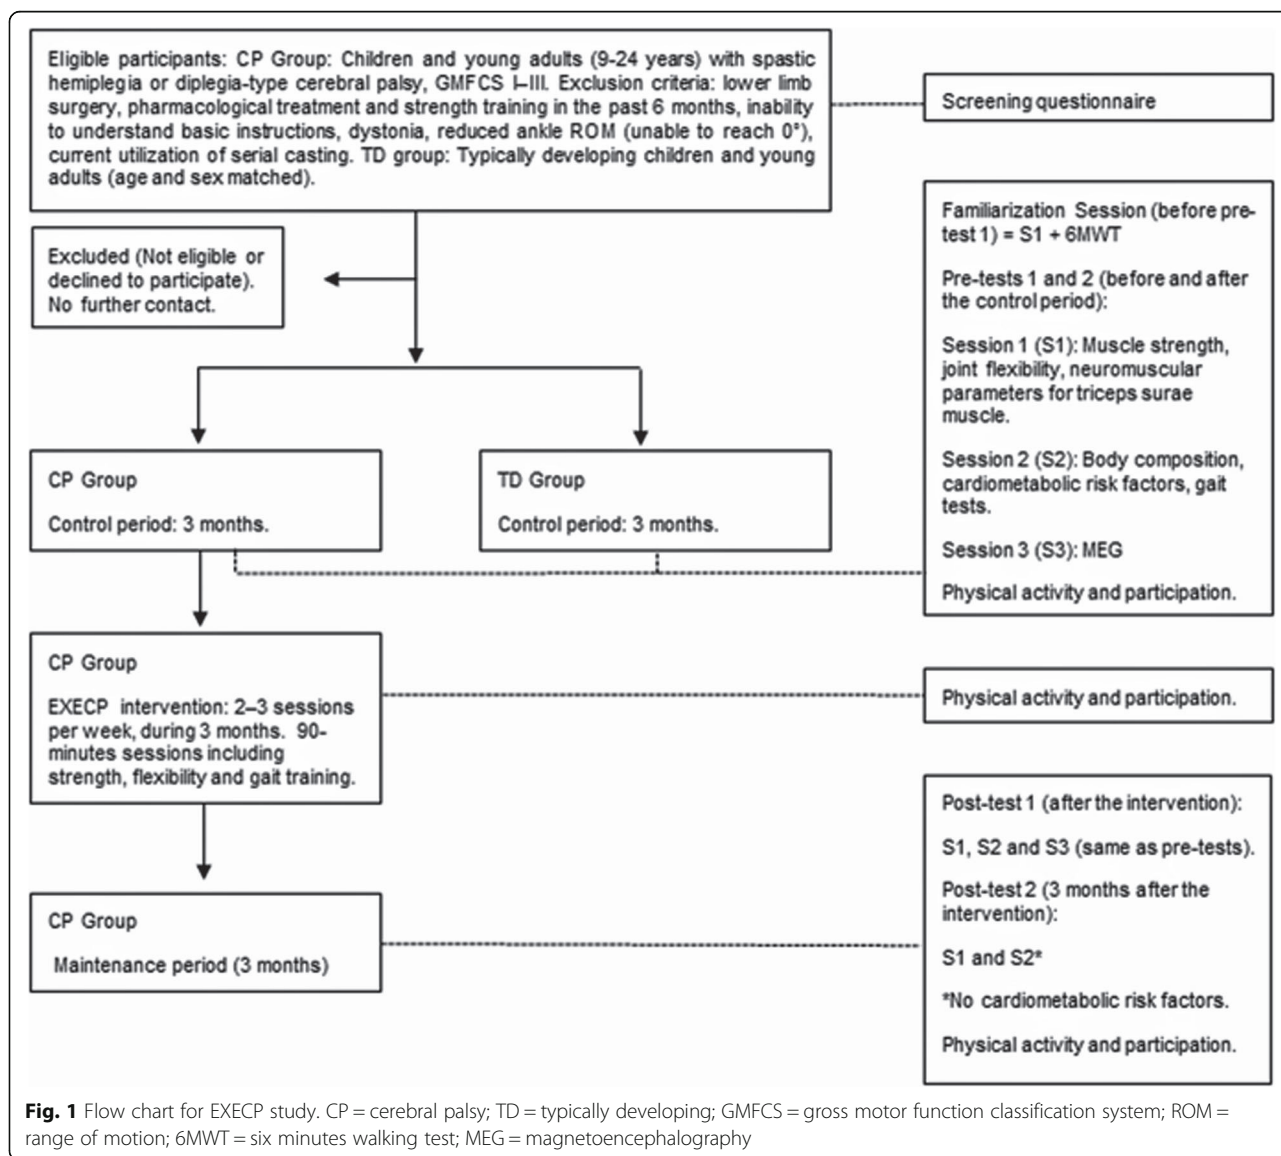 Eligible participants: CP Group: Children and young adults (9-24 years) with spastic
hemiplegia or diplegia-type cerebral palsy, GMFCS I–III. Exclusion criteria: lower limb
surgery, pharmacological treatment and strength training in the past 6 months, inability
to understand basic instructions, dystonia, reduced ankle ROM (unable to reach 0°),
current utilization of serial casting. TD group: Typically developing children and young
adults (age and sex matched).
Screening questionnaire
Excluded (Not eligible or
declined to participate).
No further contact.
Familiarization Session (before pre-
test 1) = S1 + 6MWT
Pre-tests 1 and 2 (before and after
the control period):
Session 1 (S1): Muscle strength,
joint flexibility, neuromuscular
parameters for triceps surae
muscle.
Session 2 (S2): Body composition,
cardiometabolic risk factors, gait
tests.
Session 3 (S3): MEG
Physical activity and participation.
CP Group
Control period: 3 months.
TD Group
Control period: 3 months.
CP Group
EXECP intervention: 2–3 sessions
per week, during 3 months. 90-
minutes sessions including
strength, flexibility and gait training.
Physical activity and participation.
CP Group
Maintenance period (3 months)
Post-test 1 (after the intervention):
S1, S2 and S3 (same as pre-tests).
Post-test 2 (3 months after the
intervention):
S1 and S2*
*No cardiometabolic risk factors.
Physical activity and participation.
Fig. 1 Flow chart for EXECP study. CP = cerebral palsy; TD = typically developing; GMFCS = gross motor function classification system; ROM =
range of motion; 6MWT = six minutes walking test; MEG = magnetoencephalography